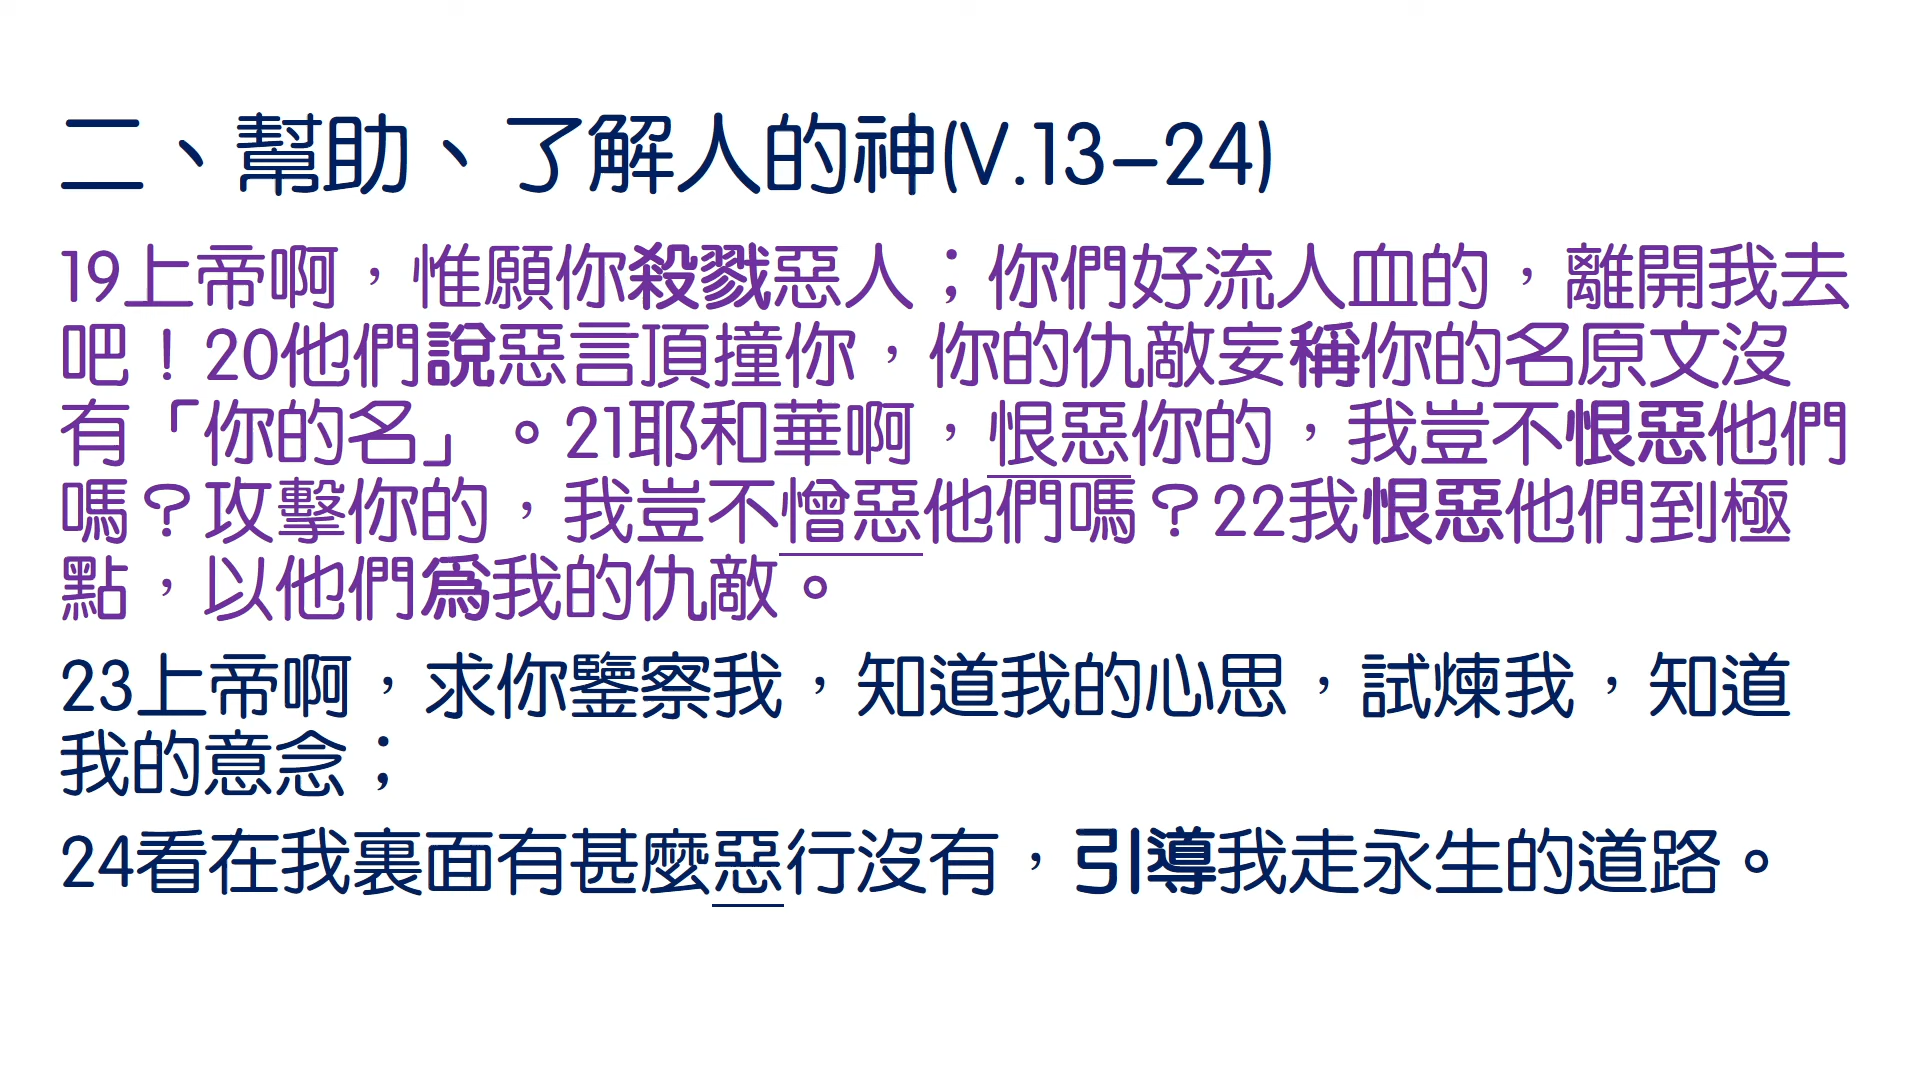 二、幫助、了解人的神(V.13–24)
19上帝啊，惟願你殺戮惡人；你們好流人血的，離開我去
吧！20他們說惡言頂撞你，你的仇敵妄稱你的名原文沒
有「你的名」。21耶和華啊，恨惡你的，我豈不恨惡他們
嗎？攻擊你的，我豈不憎惡他們嗎？22我恨惡他們到極
點，以他們為我的仇敵。
23上帝啊，求你鑒察我，知道我的心思，試煉我，知道
我的意念；
24看在我裏面有甚麼惡行沒有，引導我走永生的道路。